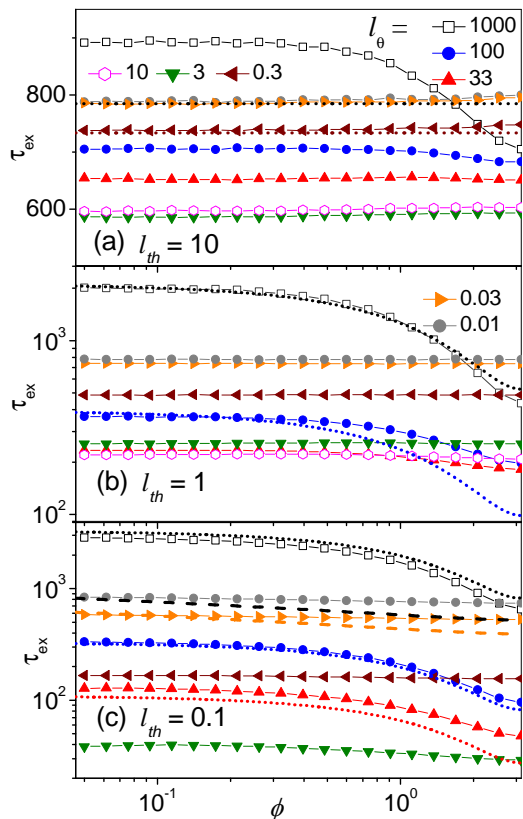 l_θ = 1000
100
33
10 3 0.3
800
600
τ_ex
(a) l_th = 10
0.03
0.01
10^3
10^2
τ_ex
(b) l_th = 1
10^3
10^2
τ_ex
(c) l_th = 0.1
10^-1 10^0
ϕ